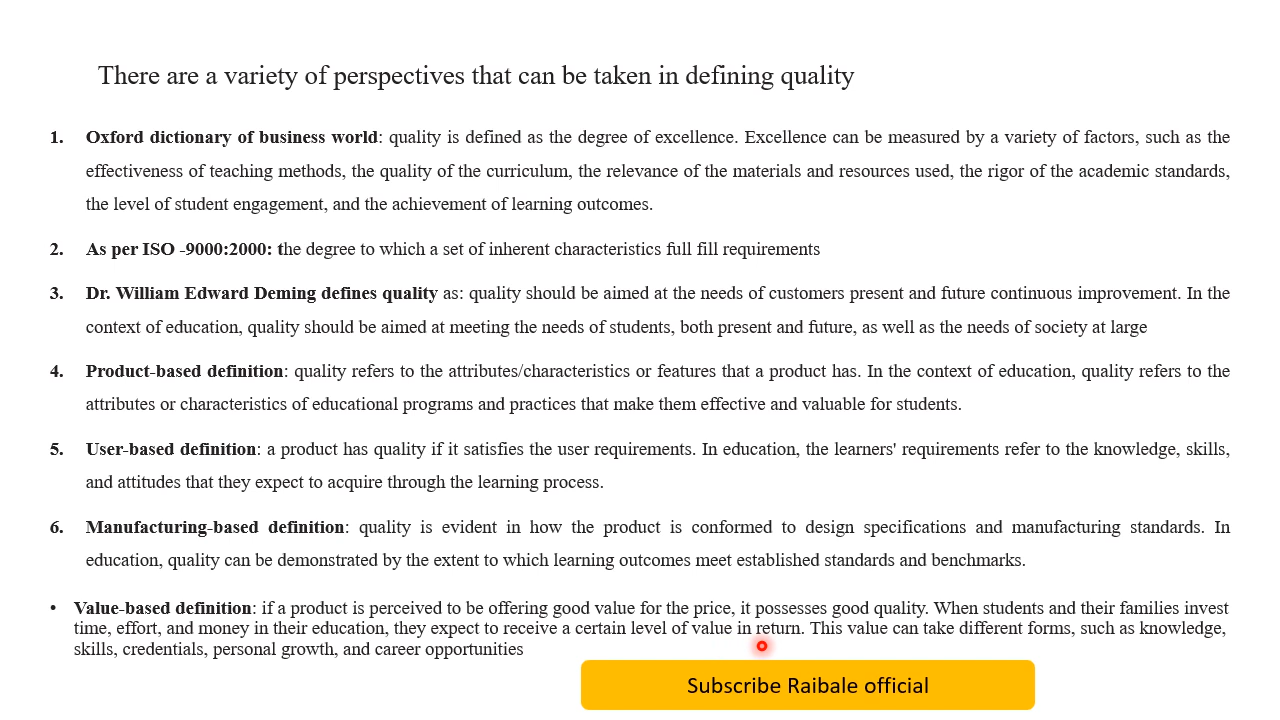 There are a variety of perspectives that can be taken in defining quality
1. Oxford dictionary of business world: quality is defined as the degree of excellence. Excellence can be measured by a variety of factors, such as the
effectiveness of teaching methods, the quality of the curriculum, the relevance of the materials and resources used, the rigor of the academic standards,
the level of student engagement, and the achievement of learning outcomes.
2. As per ISO -9000:2000: the degree to which a set of inherent characteristics full fill requirements
3. Dr. William Edward Deming defines quality as: quality should be aimed at the needs of customers present and future continuous improvement. In the
context of education, quality should be aimed at meeting the needs of students, both present and future, as well as the needs of society at large
4. Product-based definition: quality refers to the attributes/characteristics or features that a product has. In the context of education, quality refers to the
attributes or characteristics of educational programs and practices that make them effective and valuable for students.
5. User-based definition: a product has quality if it satisfies the user requirements. In education, the learners' requirements refer to the knowledge, skills,
and attitudes that they expect to acquire through the learning process.
6. Manufacturing-based definition: quality is evident in how the product is conformed to design specifications and manufacturing standards. In
education, quality can be demonstrated by the extent to which learning outcomes meet established standards and benchmarks.
• Value-based definition: if a product is perceived to be offering good value for the price, it possesses good quality. When students and their families invest
time, effort, and money in their education, they expect to receive a certain level of value in return. This value can take different forms, such as knowledge,
skills, credentials, personal growth, and career opportunities
Subscribe Raibale official